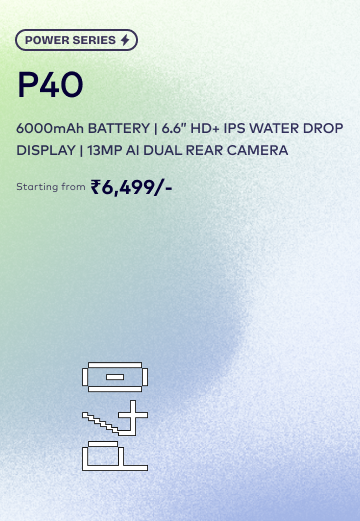 POWER SERIES
P40
6000mAh BATTERY | 6.6" HD+ IPS WATER DROP
DISPLAY | 13MP AI DUAL REAR CAMERA
Starting from ₹6,499/-
P40